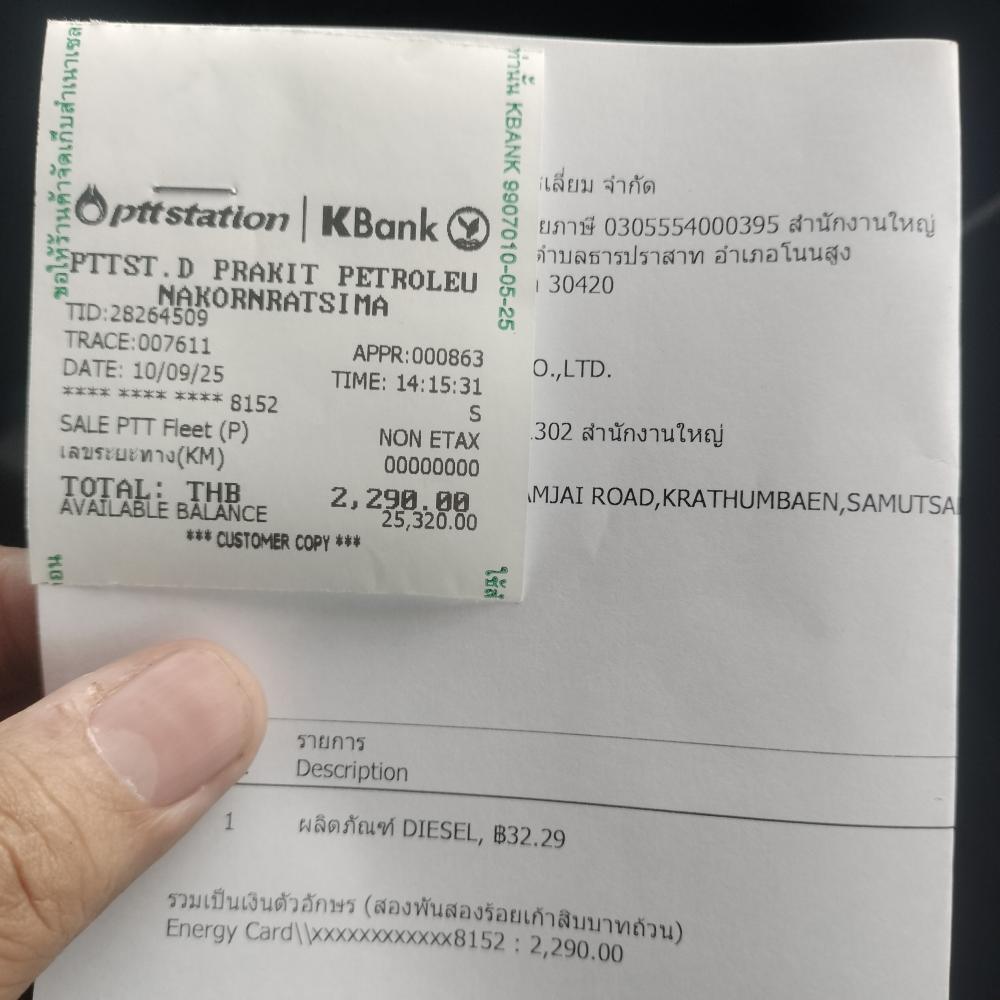 pttstation | KBank
PTTST.D PRAKIT PETROLEU
NAKORNRATSIMA
TID:28264509
TRACE:007611 APPR:000863
DATE: 10/09/25 TIME: 14:15:31
**** **** **** 8152 S
SALE PTT Fleet (P) NON ETAX
เลขระยะทาง(KM) 00000000
TOTAL: THB 2,290.00
AVAILABLE BALANCE 25,320.00
*** CUSTOMER COPY ***
ขอให้ร้านค้าจัดเก็บสำเนาเซล
ท่านั้น KBANK 9907010-05-25
ใช้ส
จำกัด
ยภาษี 0305554000395 สำนักงานใหญ่
ตำบลธารปราสาท อำเภอโนนสูง
30420
O.,LTD.
1302 สำนักงานใหญ่
AMJAI ROAD,KRATHUMBAEN,SAMUTSA
รายการ
Description
1 ผลิตภัณฑ์ DIESEL, ฿32.29
รวมเป็นเงินตัวอักษร (สองพันสองร้อยเก้าสิบบาทถ้วน)
Energy Card\\xxxxxxxxxxxx8152 : 2,290.00